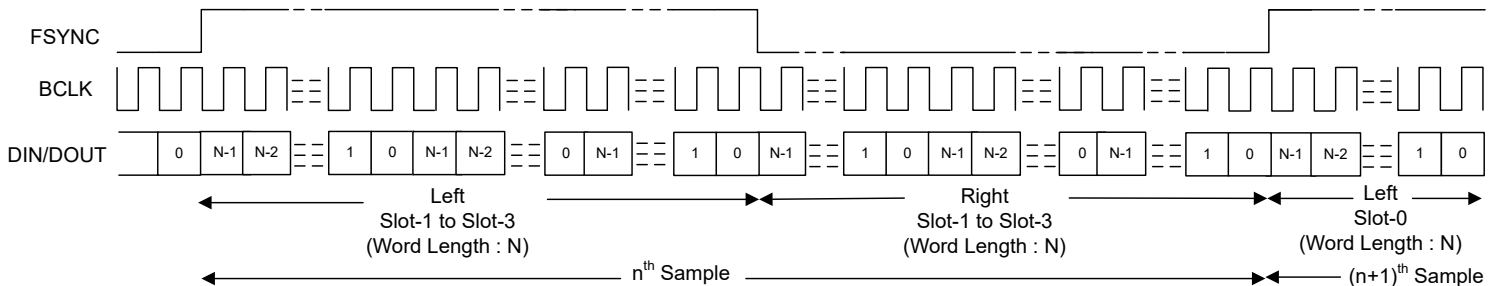 FSYNC
BCLK
DIN/DOUT
0 N-1 N-2 1 0 N-1 N-2 0 N-1 1 0 N-1 1 0 N-1 N-2 0 N-1 1 0 N-1 N-2 1 0
Left
Slot-1 to Slot-3
(Word Length : N)
Right
Slot-1 to Slot-3
(Word Length : N)
Left
Slot-0
(Word Length : N)
nth Sample
(n+1)th Sample